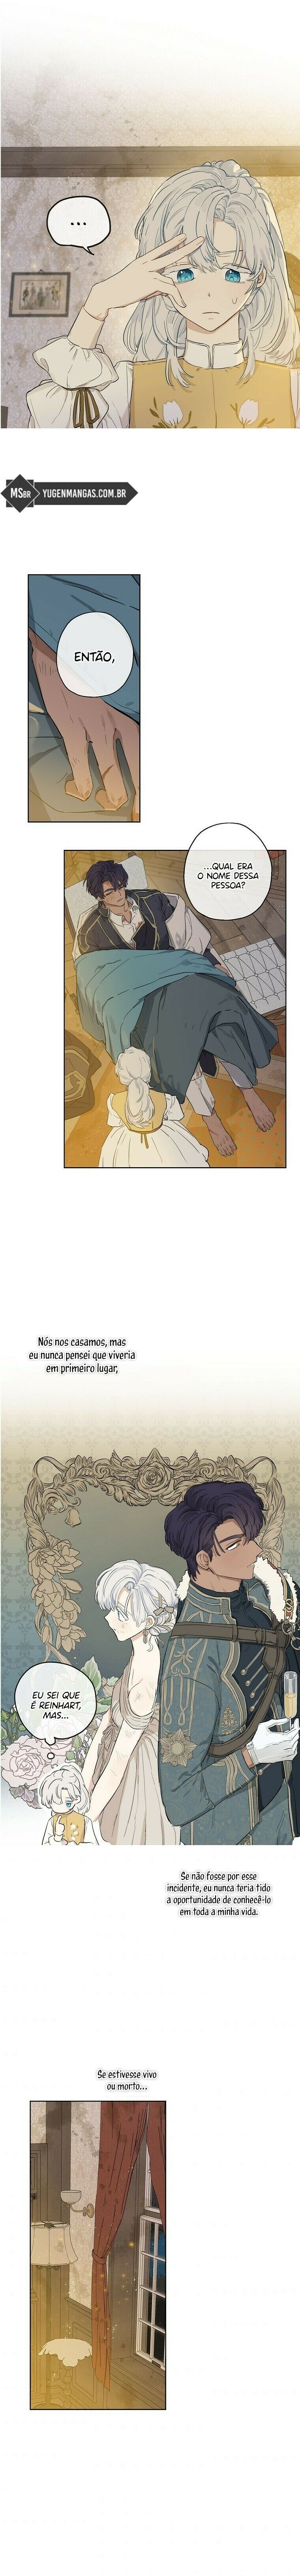 ...
MSBR YUGENMANGAS.COM.BR
ENTÃO,
...QUAL ERA
O NOME DESSA
PESSOA?
Nós nos casamos, mas
eu nunca pensei que viveria
em primeiro lugar,
EU SEI QUE
É REINHART,
MAS...
Se não fosse por esse
incidente, eu nunca teria tido
a oportunidade de conhecê-lo
em toda a minha vida.
Se estivesse vivo
ou morto...